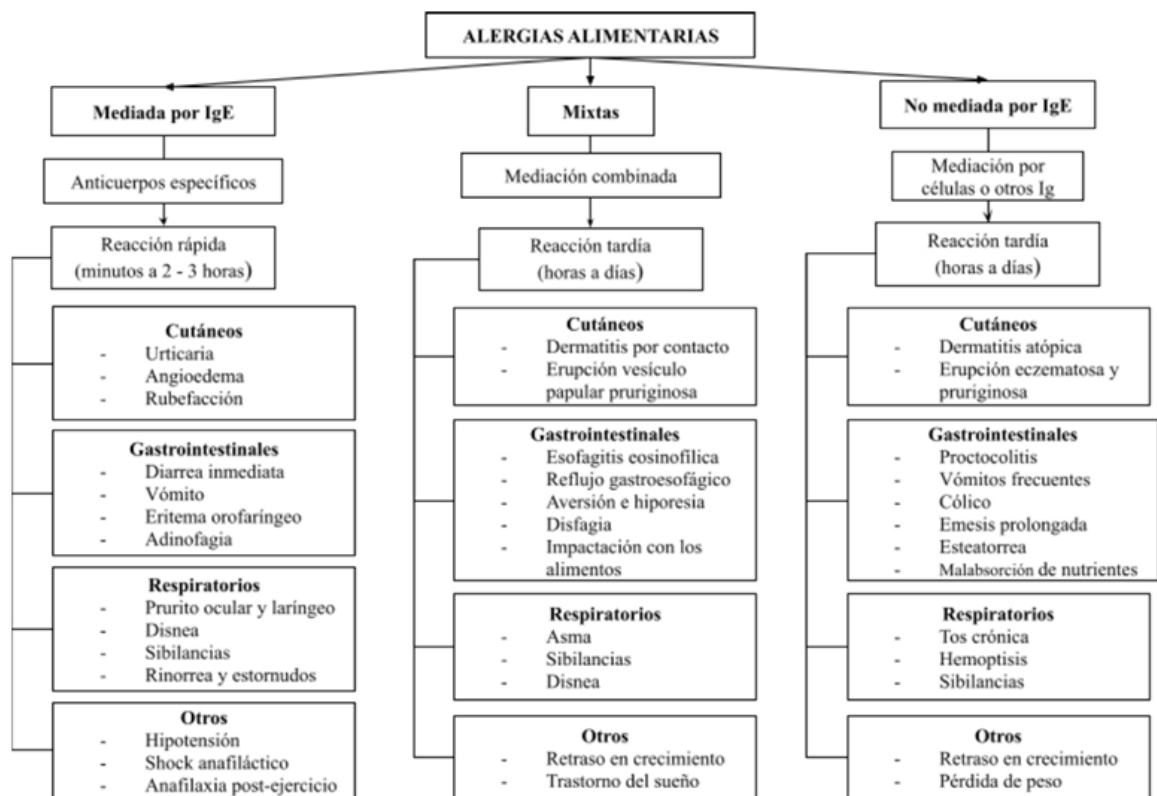 ALERGIAS ALIMENTARIAS
Mediada por IgE
Anticuerpos específicos
Reacción rápida
(minutos a 2 - 3 horas)
Cutáneos
- Urticaria
- Angioedema
- Rubefacción
Gastrointestinales
- Diarrea inmediata
- Vómito
- Eritema orofaríngeo
- Adinofagia
Respiratorios
- Prurito ocular y laríngeo
- Disnea
- Sibilancias
- Rinorrea y estornudos
Otros
- Hipotensión
- Shock anafiláctico
- Anafilaxia post-ejercicio
Mixtas
Mediación combinada
Reacción tardía
(horas a días)
Cutáneos
- Dermatitis por contacto
- Erupción vesículo
papular pruriginosa
Gastrointestinales
- Esofagitis eosinofílica
- Reflujo gastroesofágico
- Aversión e hiporesia
- Disfagia
- Impactación con los
alimentos
Respiratorios
- Asma
- Sibilancias
- Disnea
Otros
- Retraso en crecimiento
- Trastorno del sueño
No mediada por IgE
Mediación por
células o otros Ig
Reacción tardía
(horas a días)
Cutáneos
- Dermatitis atópica
- Erupción eczematosa y
pruriginosa
Gastrointestinales
- Proctocolitis
- Vómitos frecuentes
- Cólico
- Emesis prolongada
- Esteatorrea
- Malabsorción de nutrientes
Respiratorios
- Tos crónica
- Hemoptisis
- Sibilancias
Otros
- Retraso en crecimiento
- Pérdida de peso